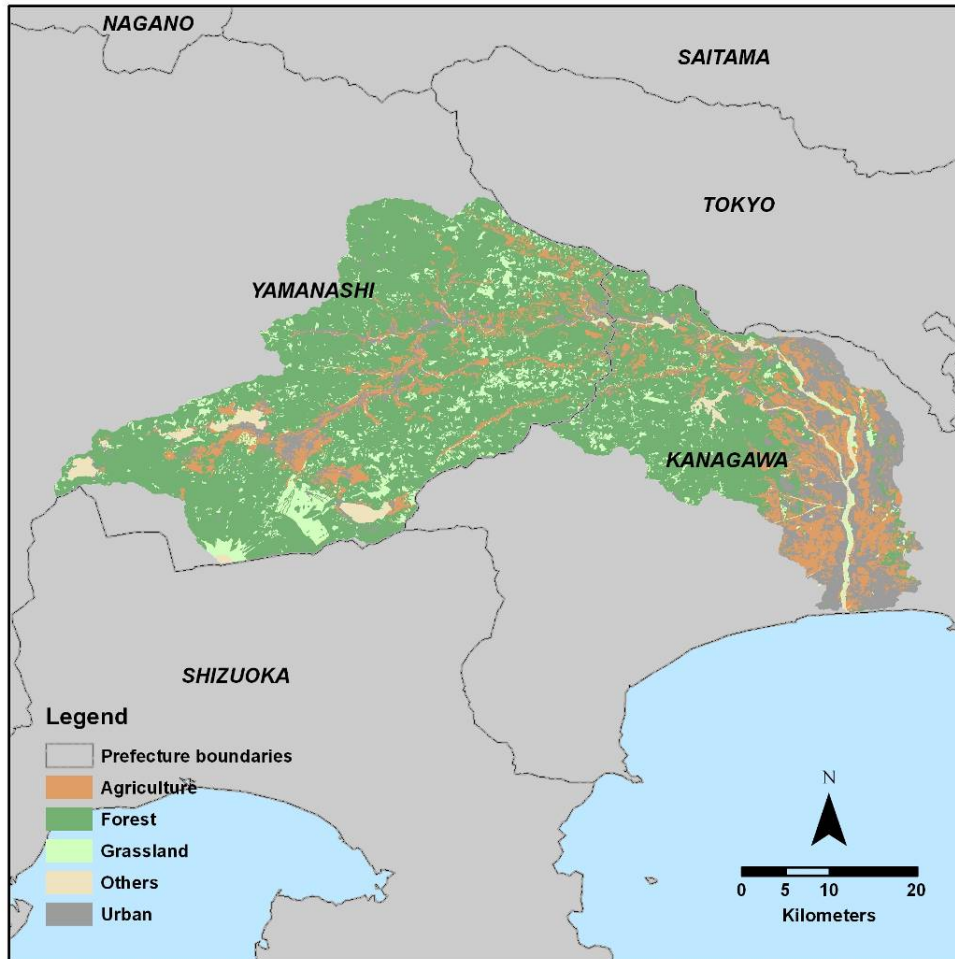 NAGANO
SAITAMA
TOKYO
YAMANASHI
KANAGAWA
SHIZUOKA
Legend
Prefecture boundaries
Agriculture
Forest
Grassland
Others
Urban
N
0 5 10 20
Kilometers